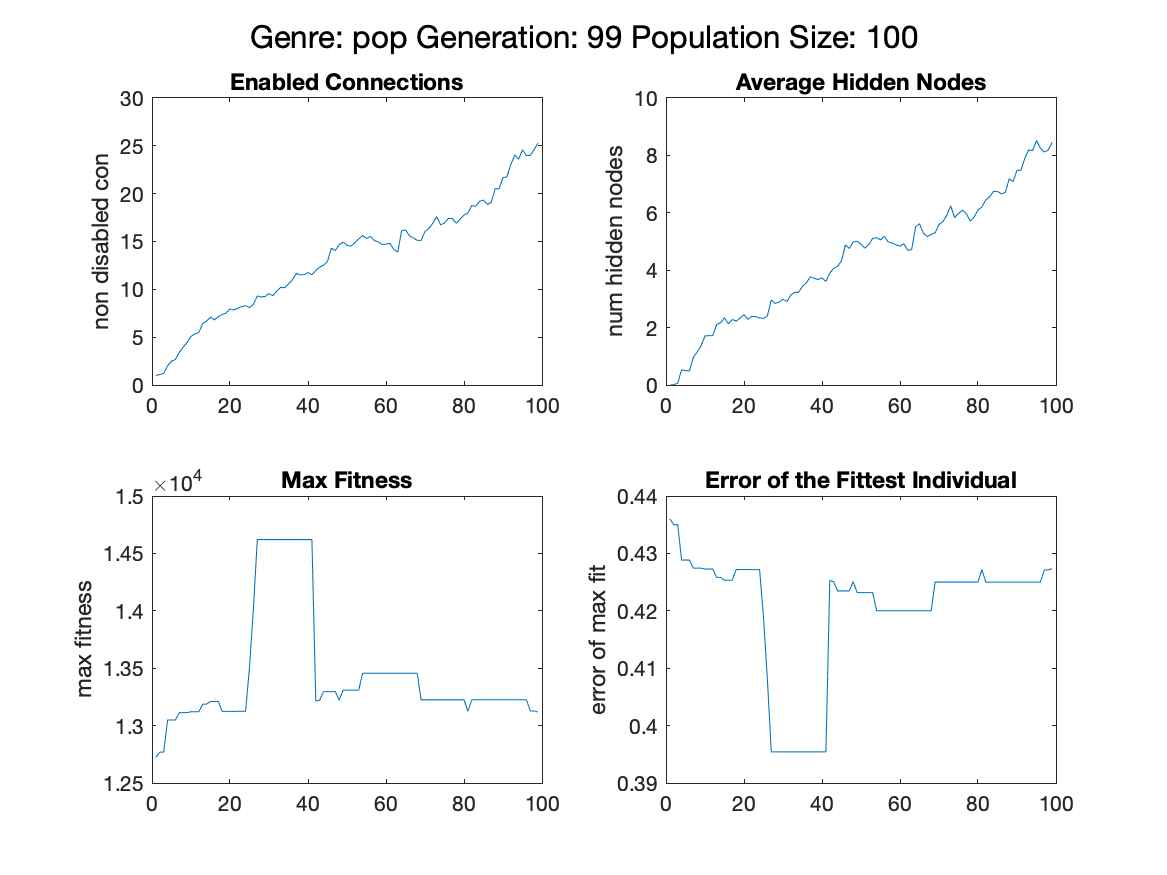 Genre: pop Generation: 99 Population Size: 100
Enabled Connections
non disabled con
30
25
20
15
10
5
0
0 20 40 60 80 100
Average Hidden Nodes
num hidden nodes
10
8
6
4
2
0
0 20 40 60 80 100
Max Fitness
×10⁴
max fitness
1.5
1.45
1.4
1.35
1.3
1.25
0 20 40 60 80 100
Error of the Fittest Individual
error of max fit
0.44
0.43
0.42
0.41
0.4
0.39
0 20 40 60 80 100